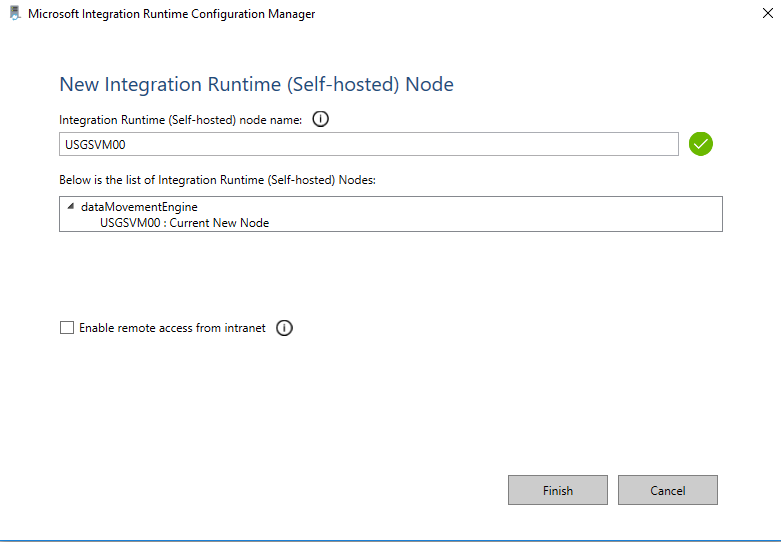 Microsoft Integration Runtime Configuration Manager
New Integration Runtime (Self-hosted) Node
Integration Runtime (Self-hosted) node name:
USGSVM00
Below is the list of Integration Runtime (Self-hosted) Nodes:
dataMovementEngine
USGSVM00 : Current New Node
Enable remote access from intranet
Finish Cancel